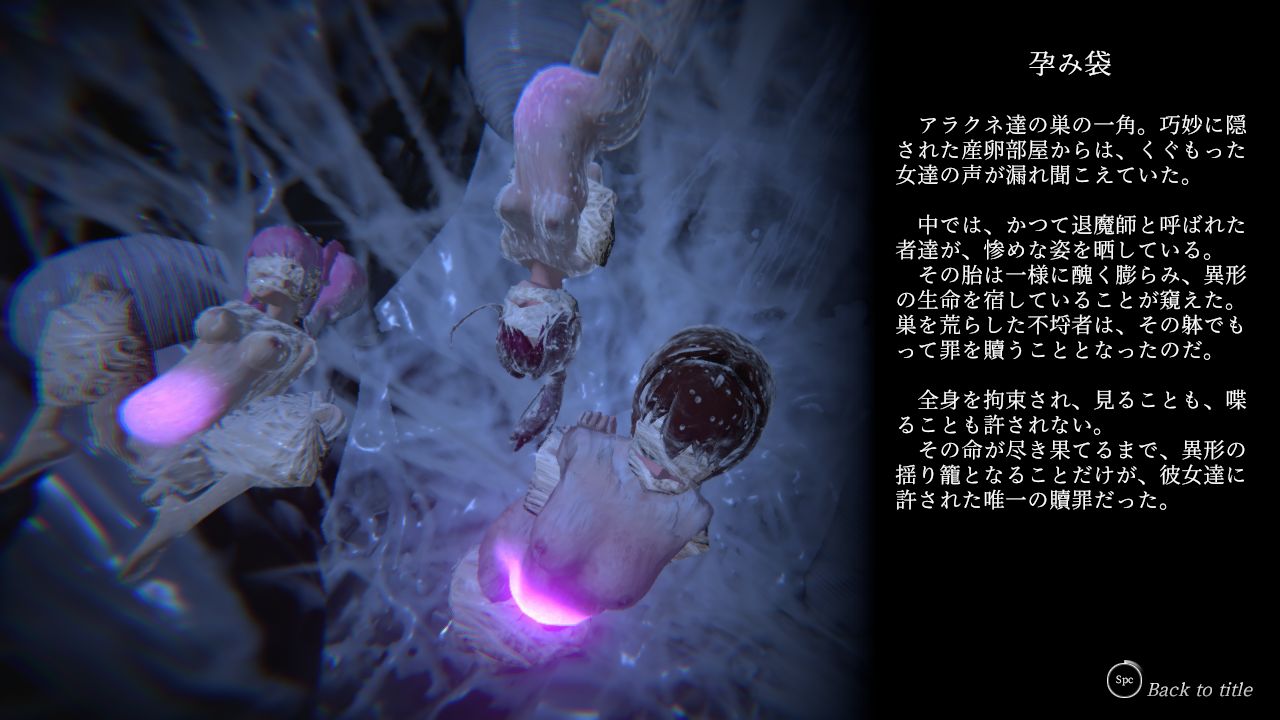 孕み袋
アラクネ達の巣の一角。巧妙に隠
された産卵部屋からは、くぐもった
女達の声が漏れ聞こえていた。
中では、かつて退魔師と呼ばれた
者達が、惨めな姿を晒している。
その胎は一様に醜く膨らみ、異形
の生命を宿していることが窺えた。
巣を荒らした不埒者は、その躰でも
って罪を贖うこととなったのだ。
全身を拘束され、見ることも、喋
ることも許されない。
その命が尽き果てるまで、異形の
揺り籠となることだけが、彼女達に
許された唯一の贖罪だった。
Spc
Back to title